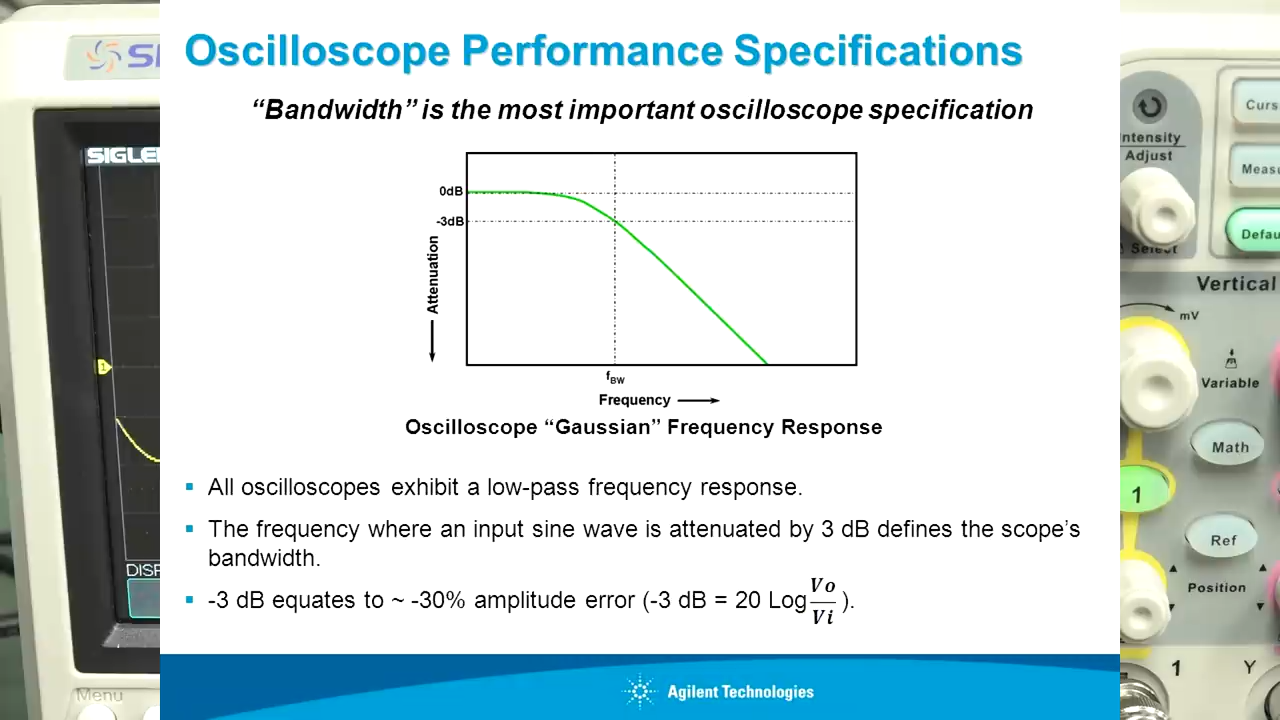 Oscilloscope Performance Specifications
“Bandwidth” is the most important oscilloscope specification
0dB
-3dB
Attenuation
fBW
Frequency
Oscilloscope “Gaussian” Frequency Response
▪ All oscilloscopes exhibit a low-pass frequency response.
▪ The frequency where an input sine wave is attenuated by 3 dB defines the scope’s
bandwidth.
▪ -3 dB equates to ~ -30% amplitude error (-3 dB = 20 Log Vo/Vi ).
Agilent Technologies
SIGLE
1
DISP
Menu
Curs
Intensity
Adjust
Measu
Select
Defau
Vertical
mV
Variable
Math
1
Ref
Position
1
Y